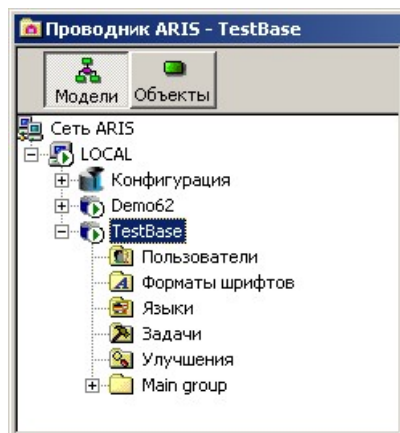 Проводник ARIS - TestBase
Модели Объекты
Сеть ARIS
LOCAL
Конфигурация
Demo62
TestBase
Пользователи
Форматы шрифтов
Языки
Задачи
Улучшения
Main group